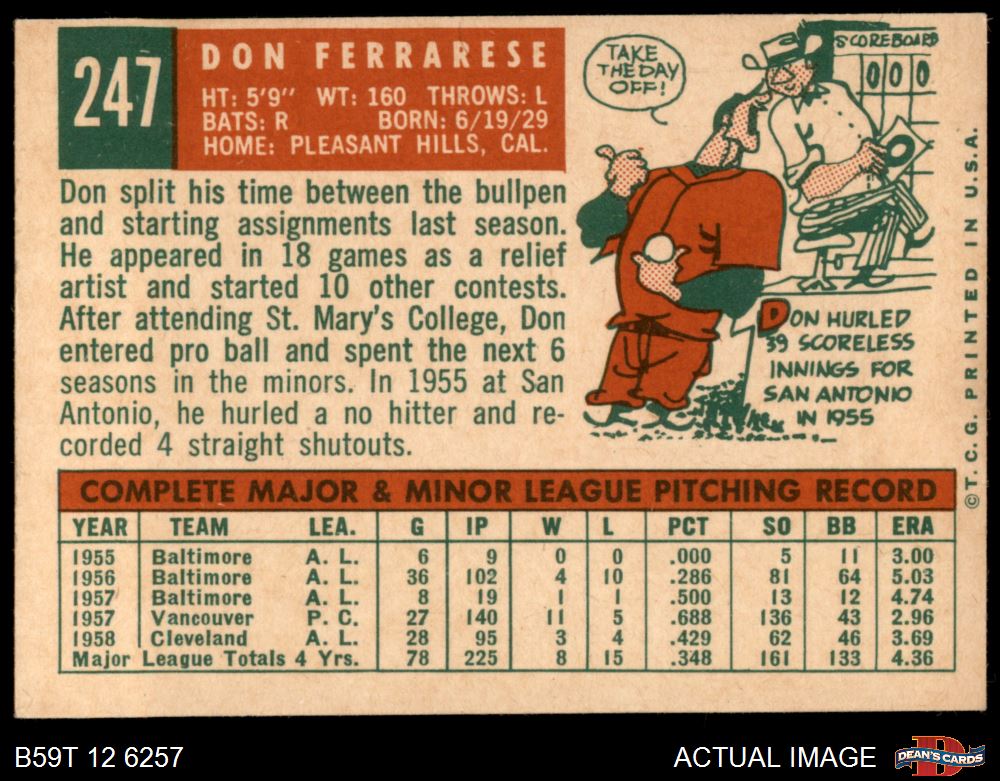 247
DON FERRARESE
HT: 5'9" WT: 160 THROWS: L
BATS: R BORN: 6/19/29
HOME: PLEASANT HILLS, CAL.
Don split his time between the bullpen
and starting assignments last season.
He appeared in 18 games as a relief
artist and started 10 other contests.
After attending St. Mary's College, Don
entered pro ball and spent the next 6
seasons in the minors. In 1955 at San
Antonio, he hurled a no hitter and re-
corded 4 straight shutouts.
TAKE
THE DAY
OFF!
SCOREBOARD
000
0
DON HURLED
39 SCORELESS
INNINGS FOR
SAN ANTONIO
IN 1955
©T. C. G. PRINTED IN U.S.A.
COMPLETE MAJOR & MINOR LEAGUE PITCHING RECORD
YEAR TEAM LEA. G IP W L PCT SO BB ERA
1955 Baltimore A. L. 6 9 0 0 .000 5 11 3.00
1956 Baltimore A. L. 36 102 4 10 .286 81 64 5.03
1957 Baltimore A. L. 8 19 1 1 .500 13 12 4.74
1957 Vancouver P. C. 27 140 11 5 .688 136 43 2.96
1958 Cleveland A. L. 28 95 3 4 .429 62 46 3.69
Major League Totals 4 Yrs. 78 225 8 15 .348 161 133 4.36
B59T 12 6257
ACTUAL IMAGE
D
DEAN'S CARDS